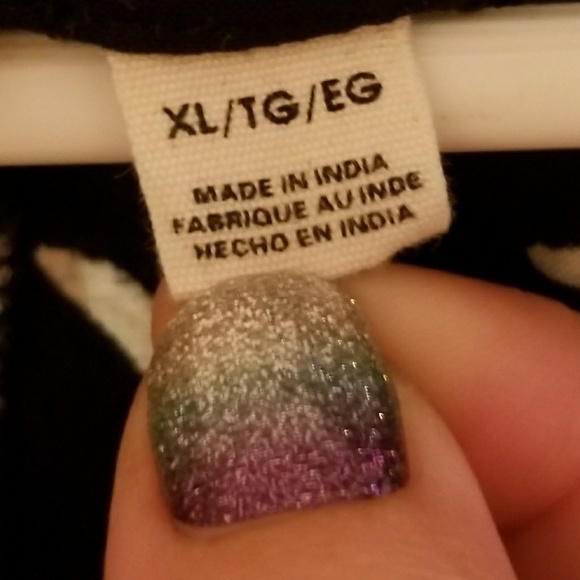 XL/TG/EG
MADE IN INDIA
FABRIQUE AU INDE
HECHO EN INDIA